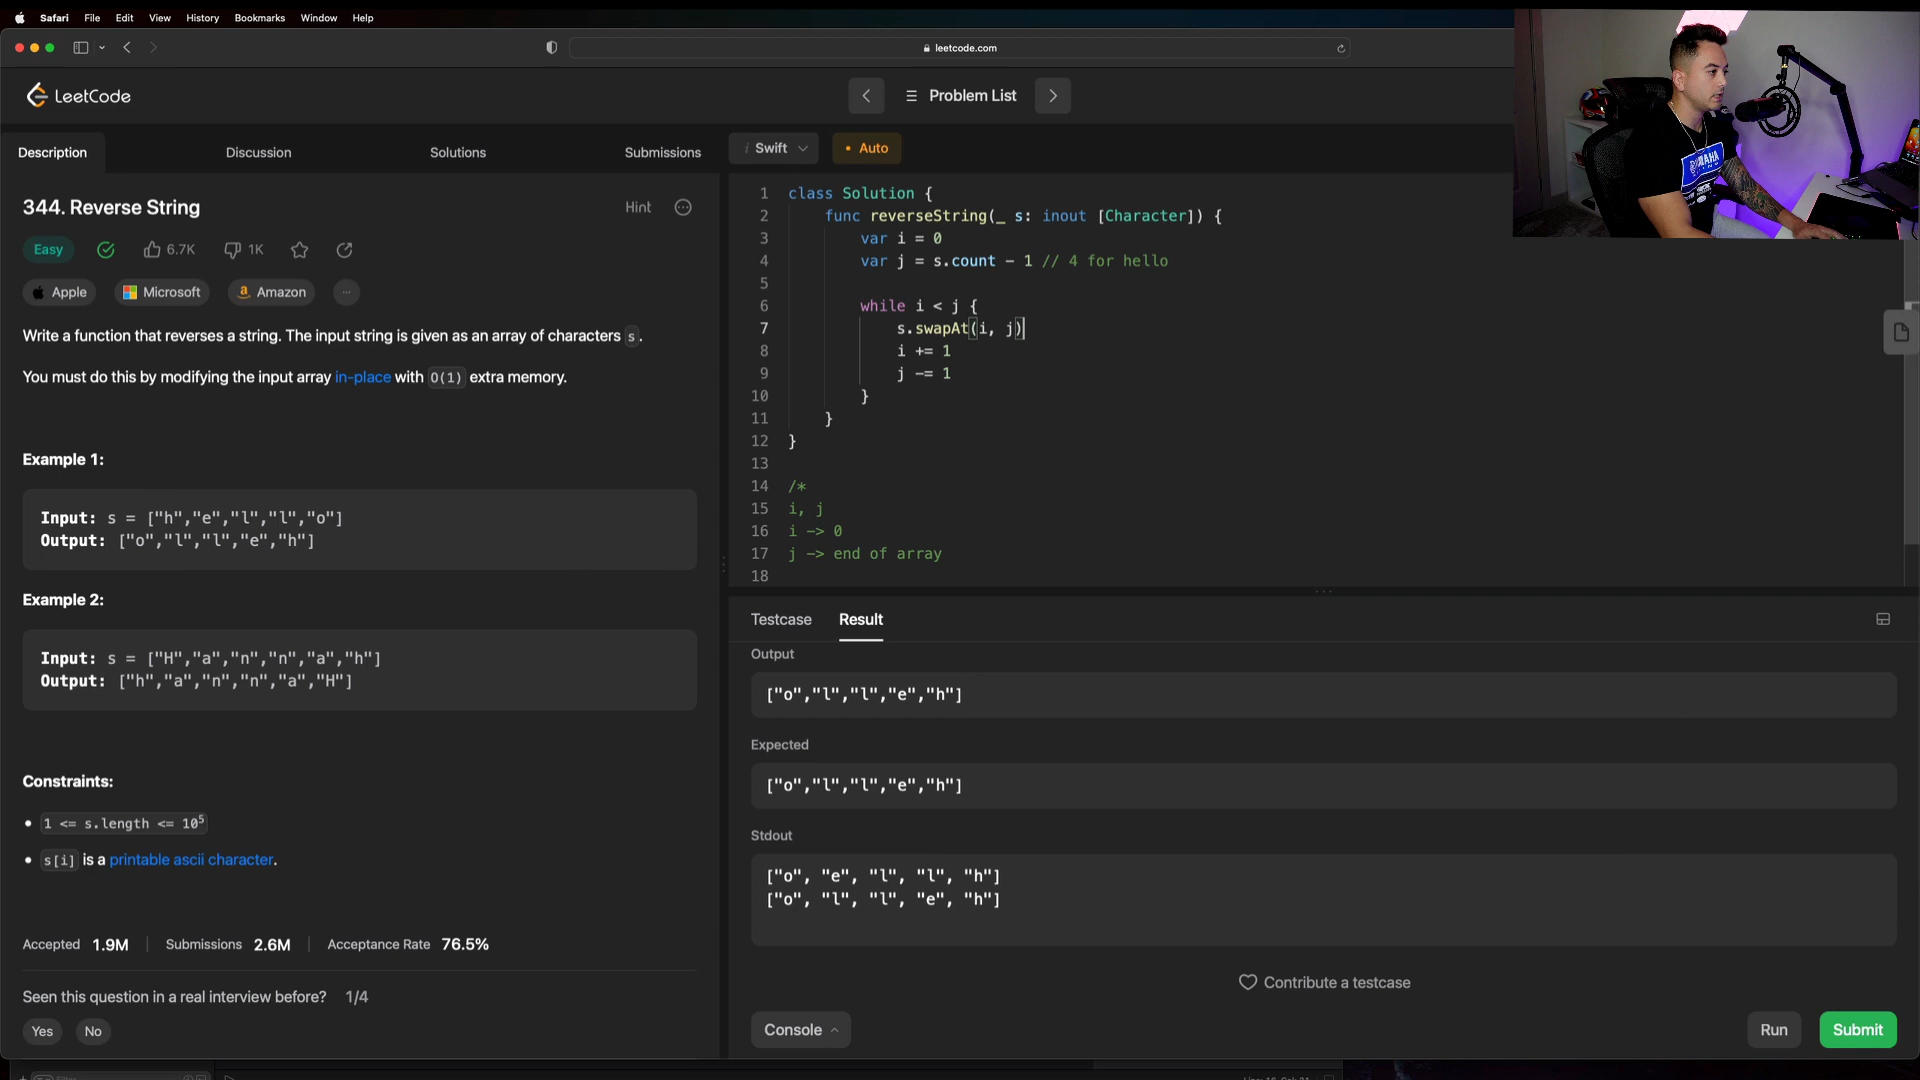 Safari File Edit View History Bookmarks Window Help
leetcode.com
LeetCode
Problem List
Description Discussion Solutions Submissions
Swift • Auto
344. Reverse String
Hint
Easy 6.7K 1K
Apple Microsoft Amazon
Write a function that reverses a string. The input string is given as an array of characters s.
You must do this by modifying the input array in-place with O(1) extra memory.
Example 1:
Input: s = ["h","e","l","l","o"]
Output: ["o","l","l","e","h"]
Example 2:
Input: s = ["H","a","n","n","a","h"]
Output: ["h","a","n","n","a","H"]
Constraints:
• 1 <= s.length <= 10⁵
• s[i] is a printable ascii character.
Accepted 1.9M Submissions 2.6M Acceptance Rate 76.5%
Seen this question in a real interview before? 1/4
Yes No
1 class Solution {
2 func reverseString(_ s: inout [Character]) {
3 var i = 0
4 var j = s.count - 1 // 4 for hello
5
6 while i < j {
7 s.swapAt(i, j)
8 i += 1
9 j -= 1
10 }
11 }
12 }
13
14 /*
15 i, j
16 i -> 0
17 j -> end of array
18
Testcase Result
Output
["o","l","l","e","h"]
Expected
["o","l","l","e","h"]
Stdout
["o", "e", "l", "l", "h"]
["o", "l", "l", "e", "h"]
Contribute a testcase
Console
Run Submit